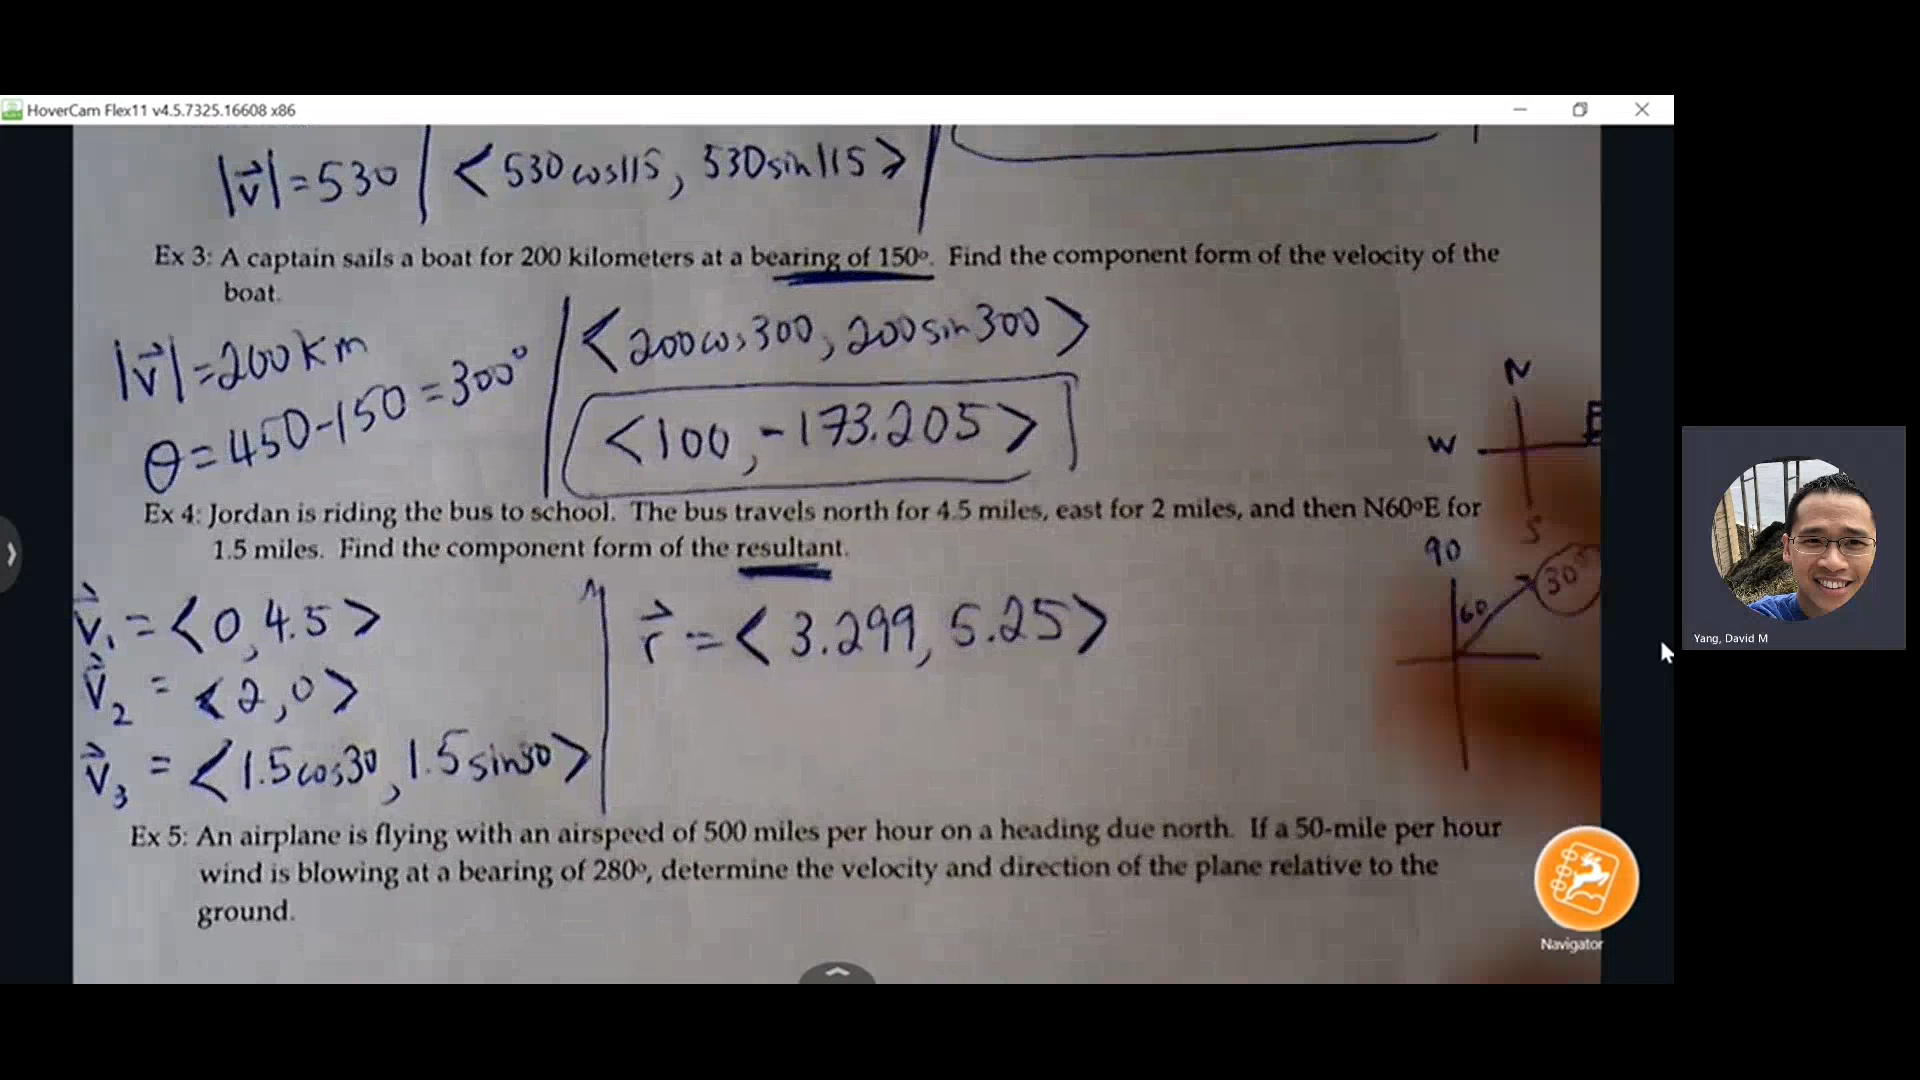 HoverCam Flex11 v4.5.7325.16608 x86
|v⃗|=530
<530cos115, 530sin115>
Ex 3: A captain sails a boat for 200 kilometers at a bearing of 150º. Find the component form of the velocity of the
boat.
|v⃗|=200km
θ=450-150=300°
<200cos300, 200sin300>
<100, -173.205>
N
W
E
S
Ex 4: Jordan is riding the bus to school. The bus travels north for 4.5 miles, east for 2 miles, and then N60ºE for
1.5 miles. Find the component form of the resultant.
v⃗₁ = <0, 4.5>
v⃗₂ = <2, 0>
v⃗₃ = <1.5cos30, 1.5sin30>
r⃗ = <3.299, 5.25>
90
60
30°
Yang, David M
Ex 5: An airplane is flying with an airspeed of 500 miles per hour on a heading due north. If a 50-mile per hour
wind is blowing at a bearing of 280º, determine the velocity and direction of the plane relative to the
ground.
Navigator